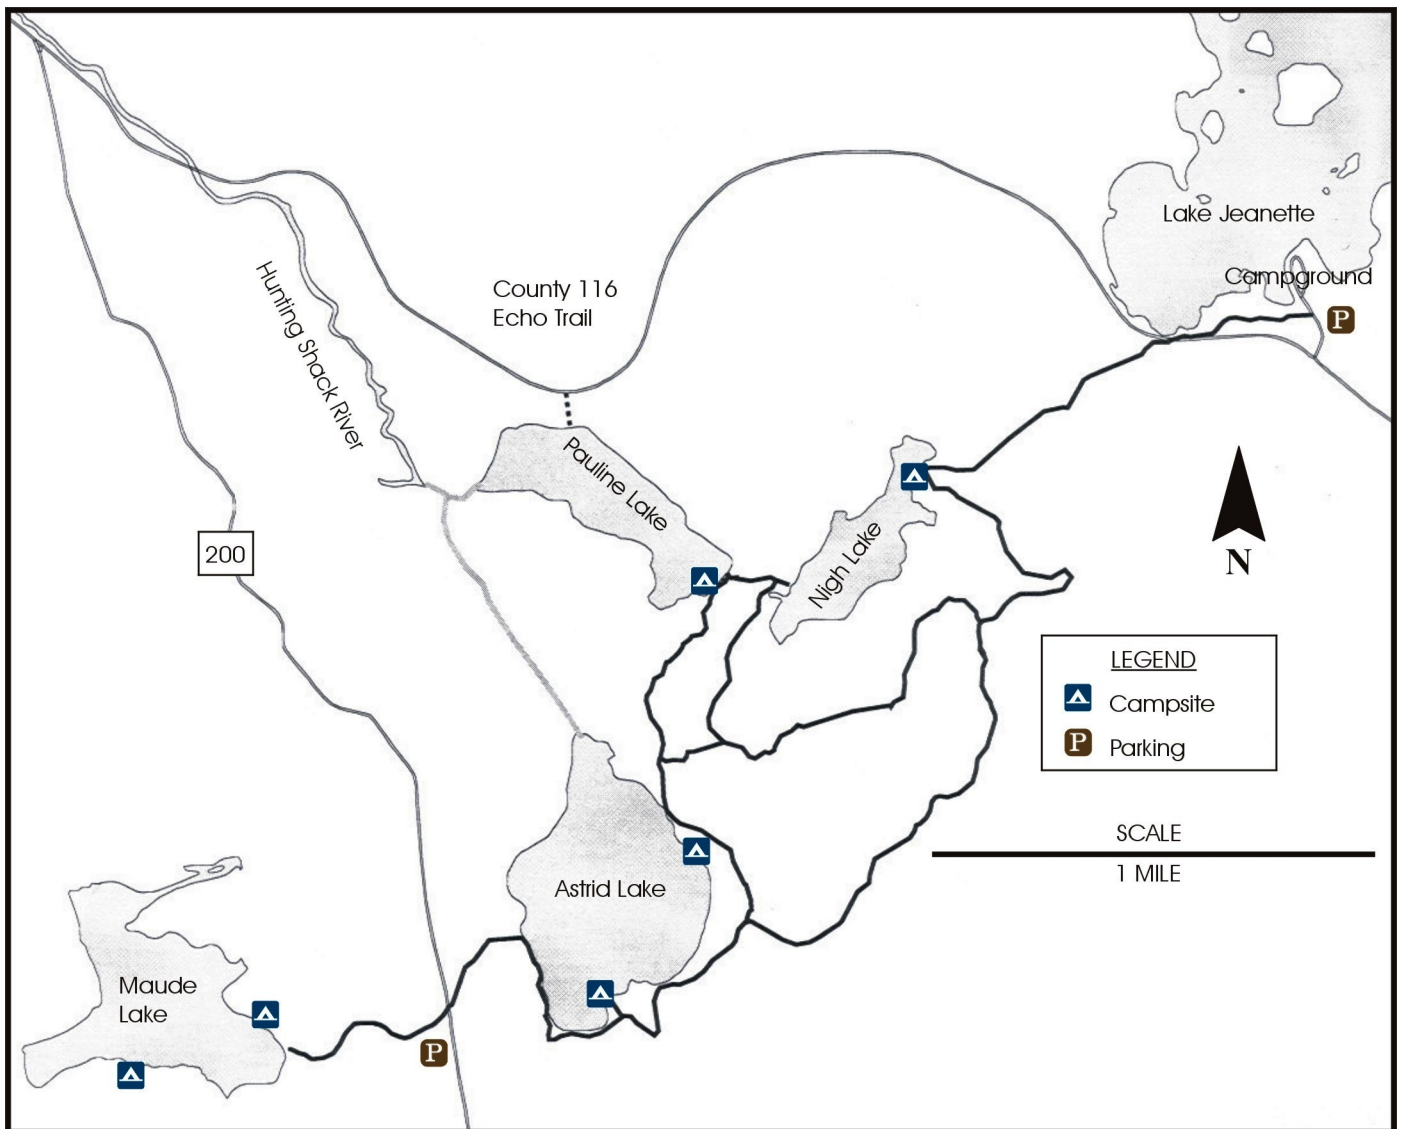 Lake Jeanette
Campground
P
County 116
Echo Trail
Hunting Shack River
Pauline Lake
Nigh Lake
N
200
LEGEND
Campsite
P Parking
SCALE
1 MILE
Astrid Lake
Maude
Lake
P